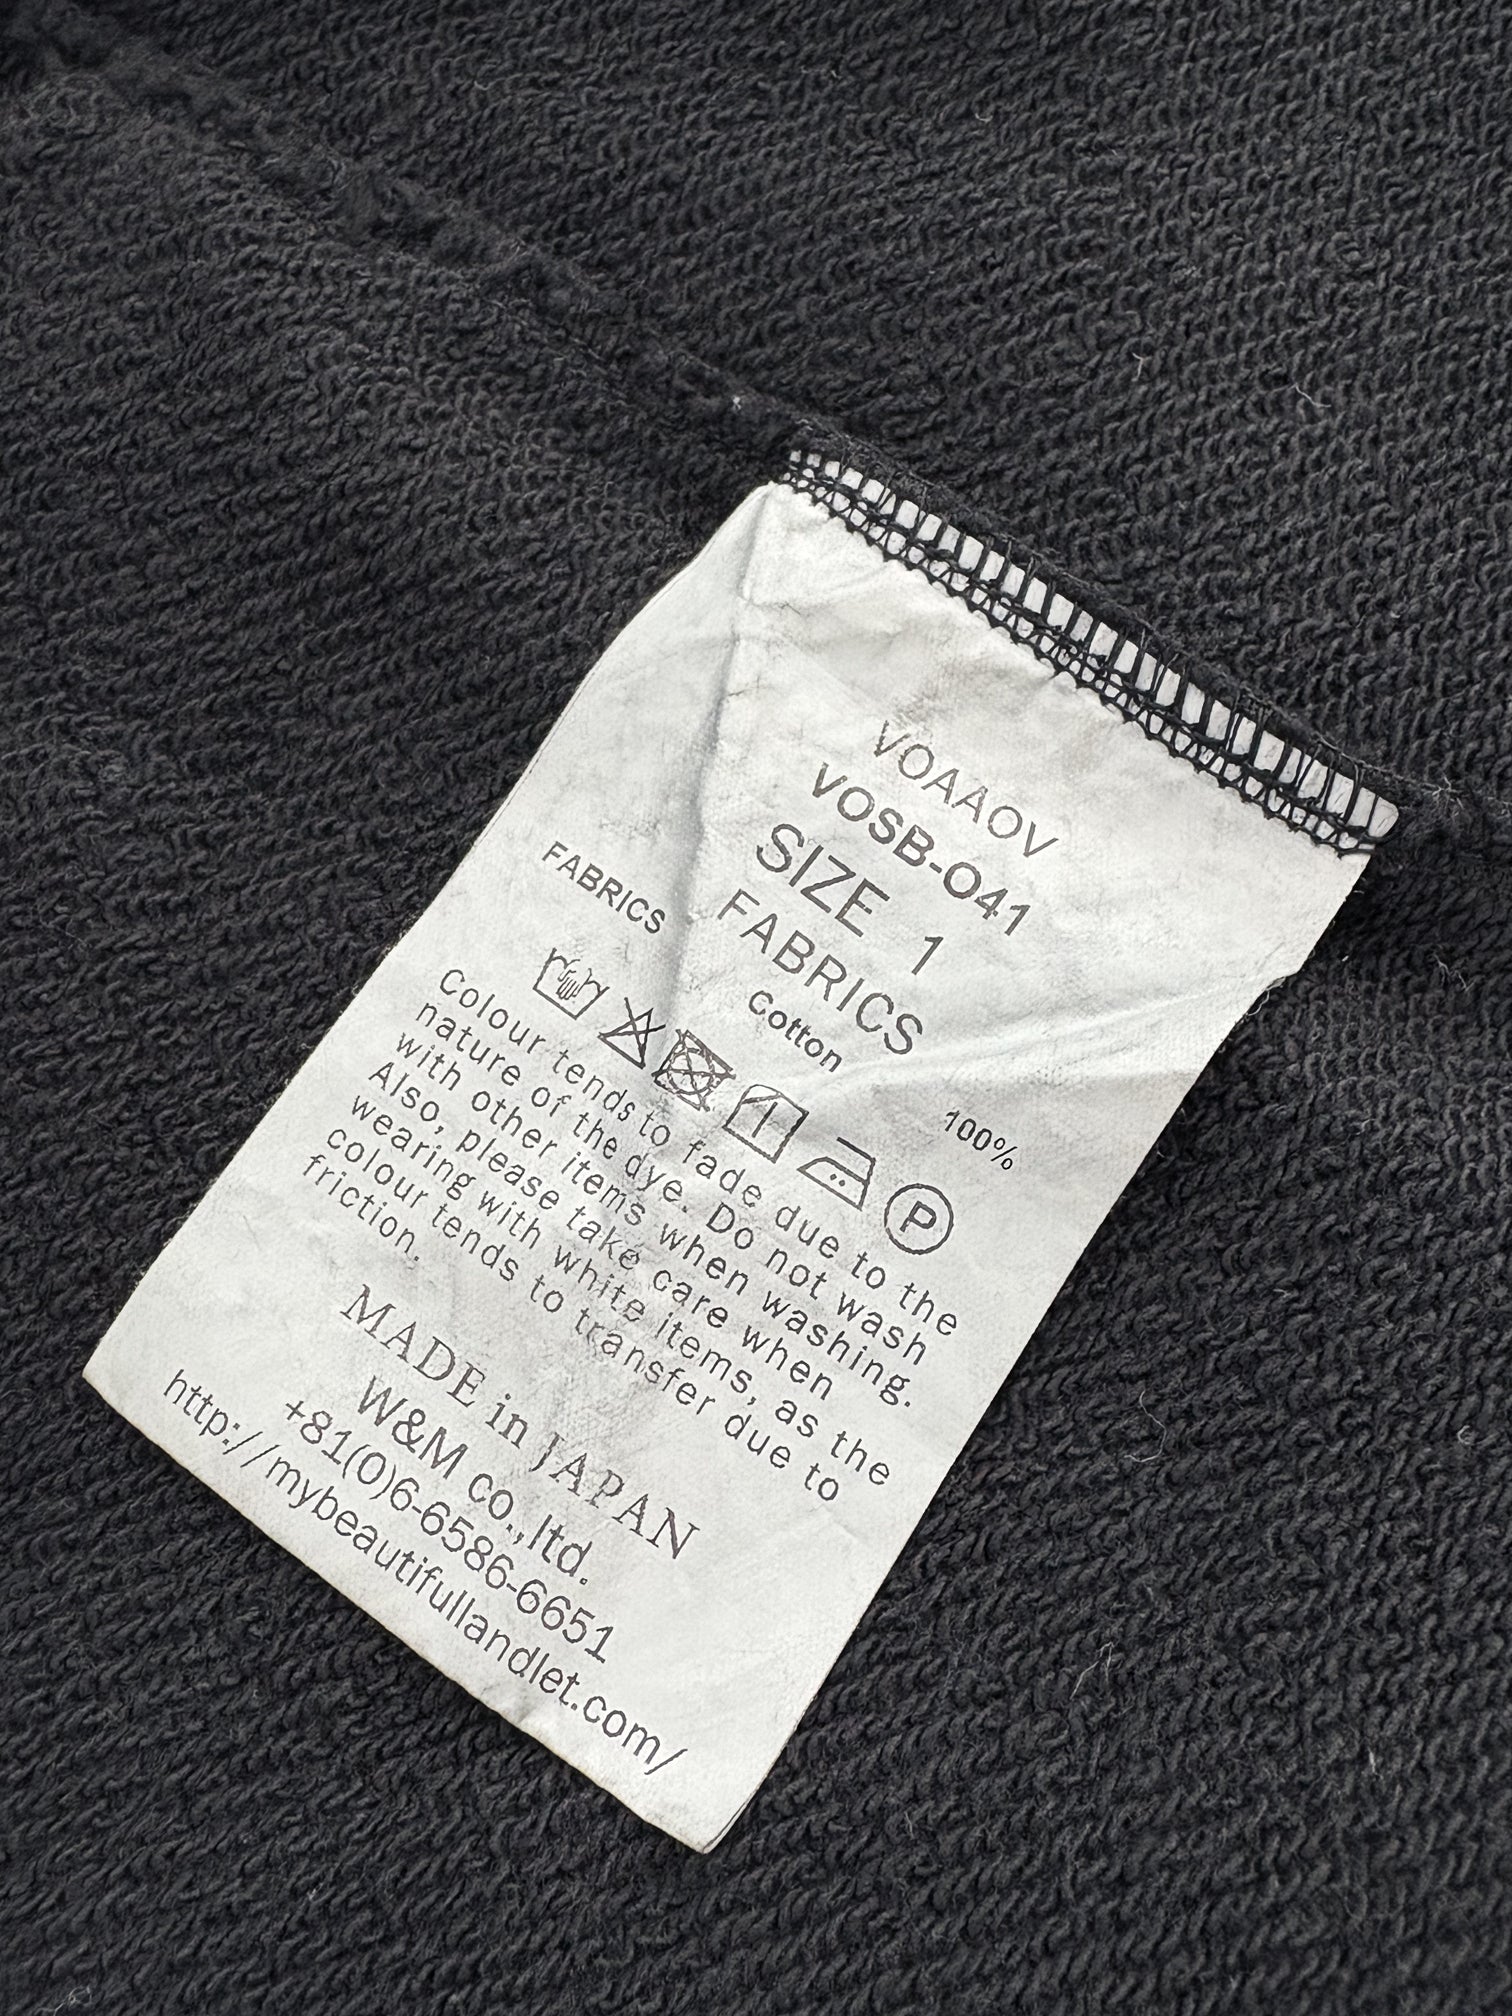 VOAAOV
VOSB-041
SIZE 1
FABRICS
FABRICS
Cotton 100%
P
Colour tends to fade due to the
nature of the dye. Do not wash
with other items when washing.
Also, please take care when
wearing with white items, as the
colour tends to transfer due to
friction.
MADE in JAPAN
W&M co.,ltd.
+81(0)6-6586-6651
http://mybeautifullandlet.com/